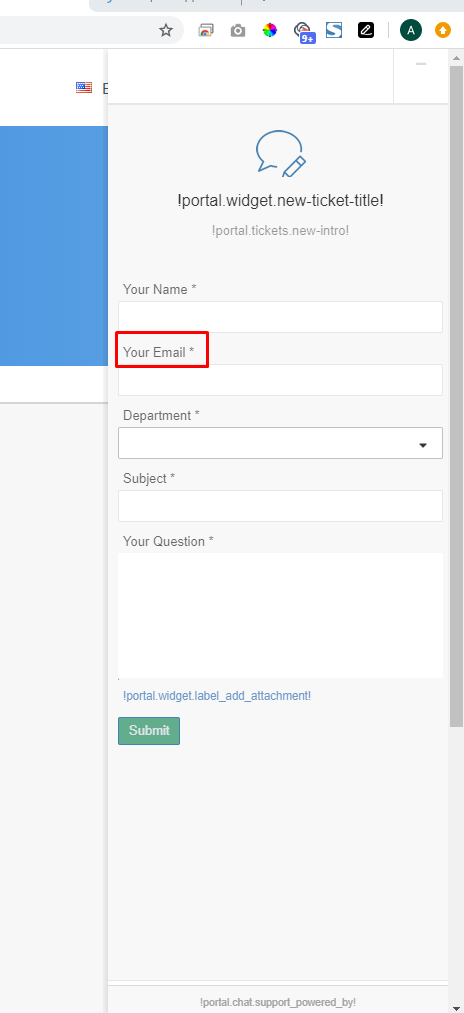 9+
A
E
!portal.widget.new-ticket-title!
!portal.tickets.new-intro!
Your Name *
Your Email *
Department *
Subject *
Your Question *
!portal.widget.label_add_attachment!
Submit
!portal.chat.support_powered_by!